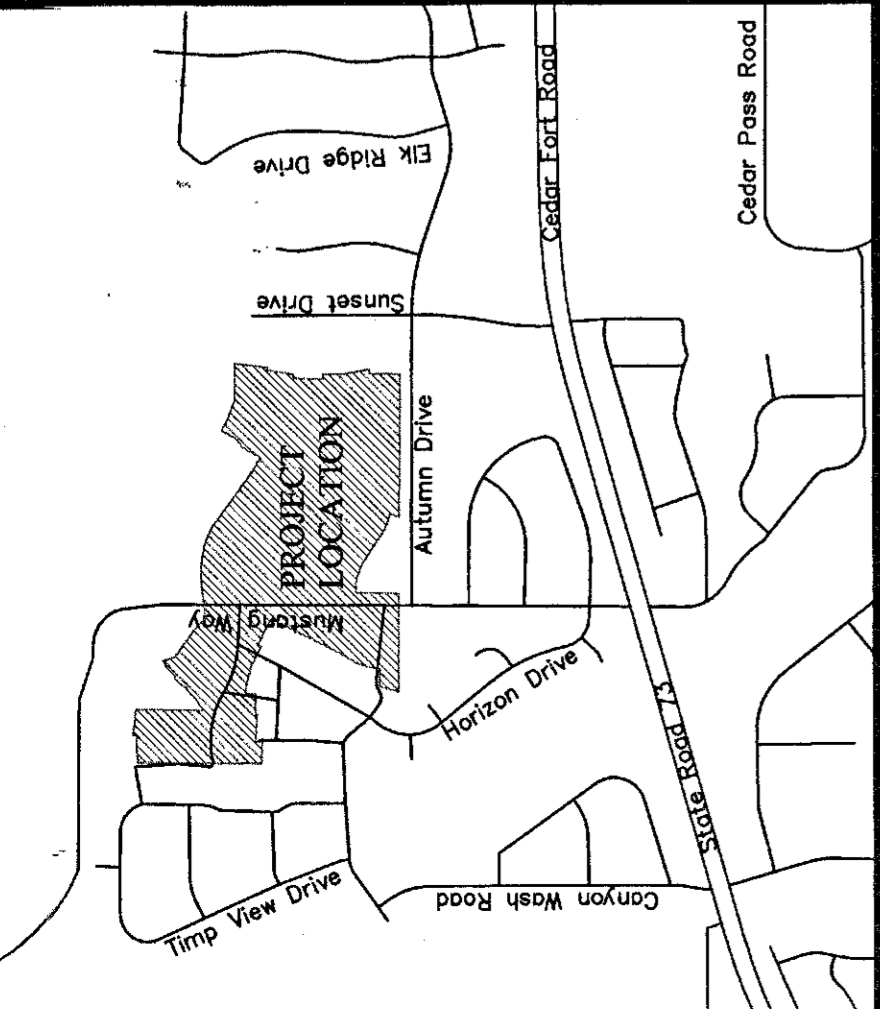 Cedar Fort Road
Cedar Pass Road
Elk Ridge Drive
Sunset Drive
Autumn Drive
PROJECT
LOCATION
Mustang Way
Horizon Drive
State Road 73
Timp View Drive
Canyon Wash Road